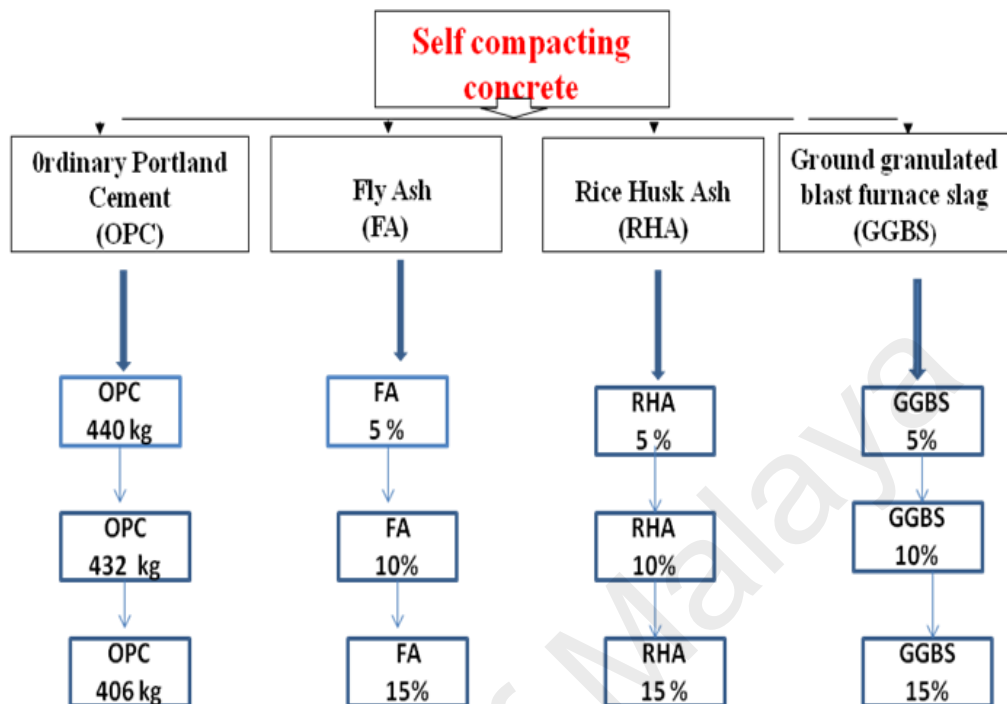 Self compacting
concrete
0rdinary Portland
Cement
(OPC)
Fly Ash
(FA)
Rice Husk Ash
(RHA)
Ground granulated
blast furnace slag
(GGBS)
OPC
440 kg
FA
5 %
RHA
5 %
GGBS
5%
OPC
432 kg
FA
10%
RHA
10%
GGBS
10%
OPC
406 kg
FA
15%
RHA
15 %
GGBS
15%
Malaya